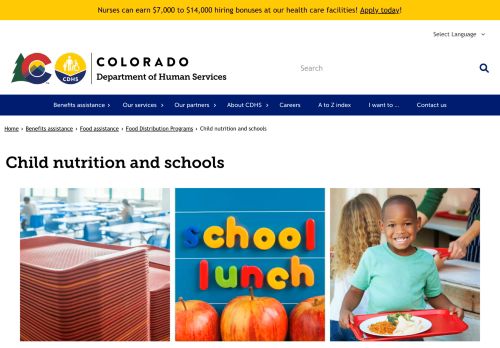 Nurses can earn $7,000 to $14,000 hiring bonuses at our health care facilities! Apply today!
Select Language
COLORADO
Department of Human Services
CDHS
Search
Benefits assistance › Our services › Our partners › About CDHS › Careers A to Z index I want to ... Contact us
Home › Benefits assistance › Food assistance › Food Distribution Programs › Child nutrition and schools
Child nutrition and schools
school
lunch